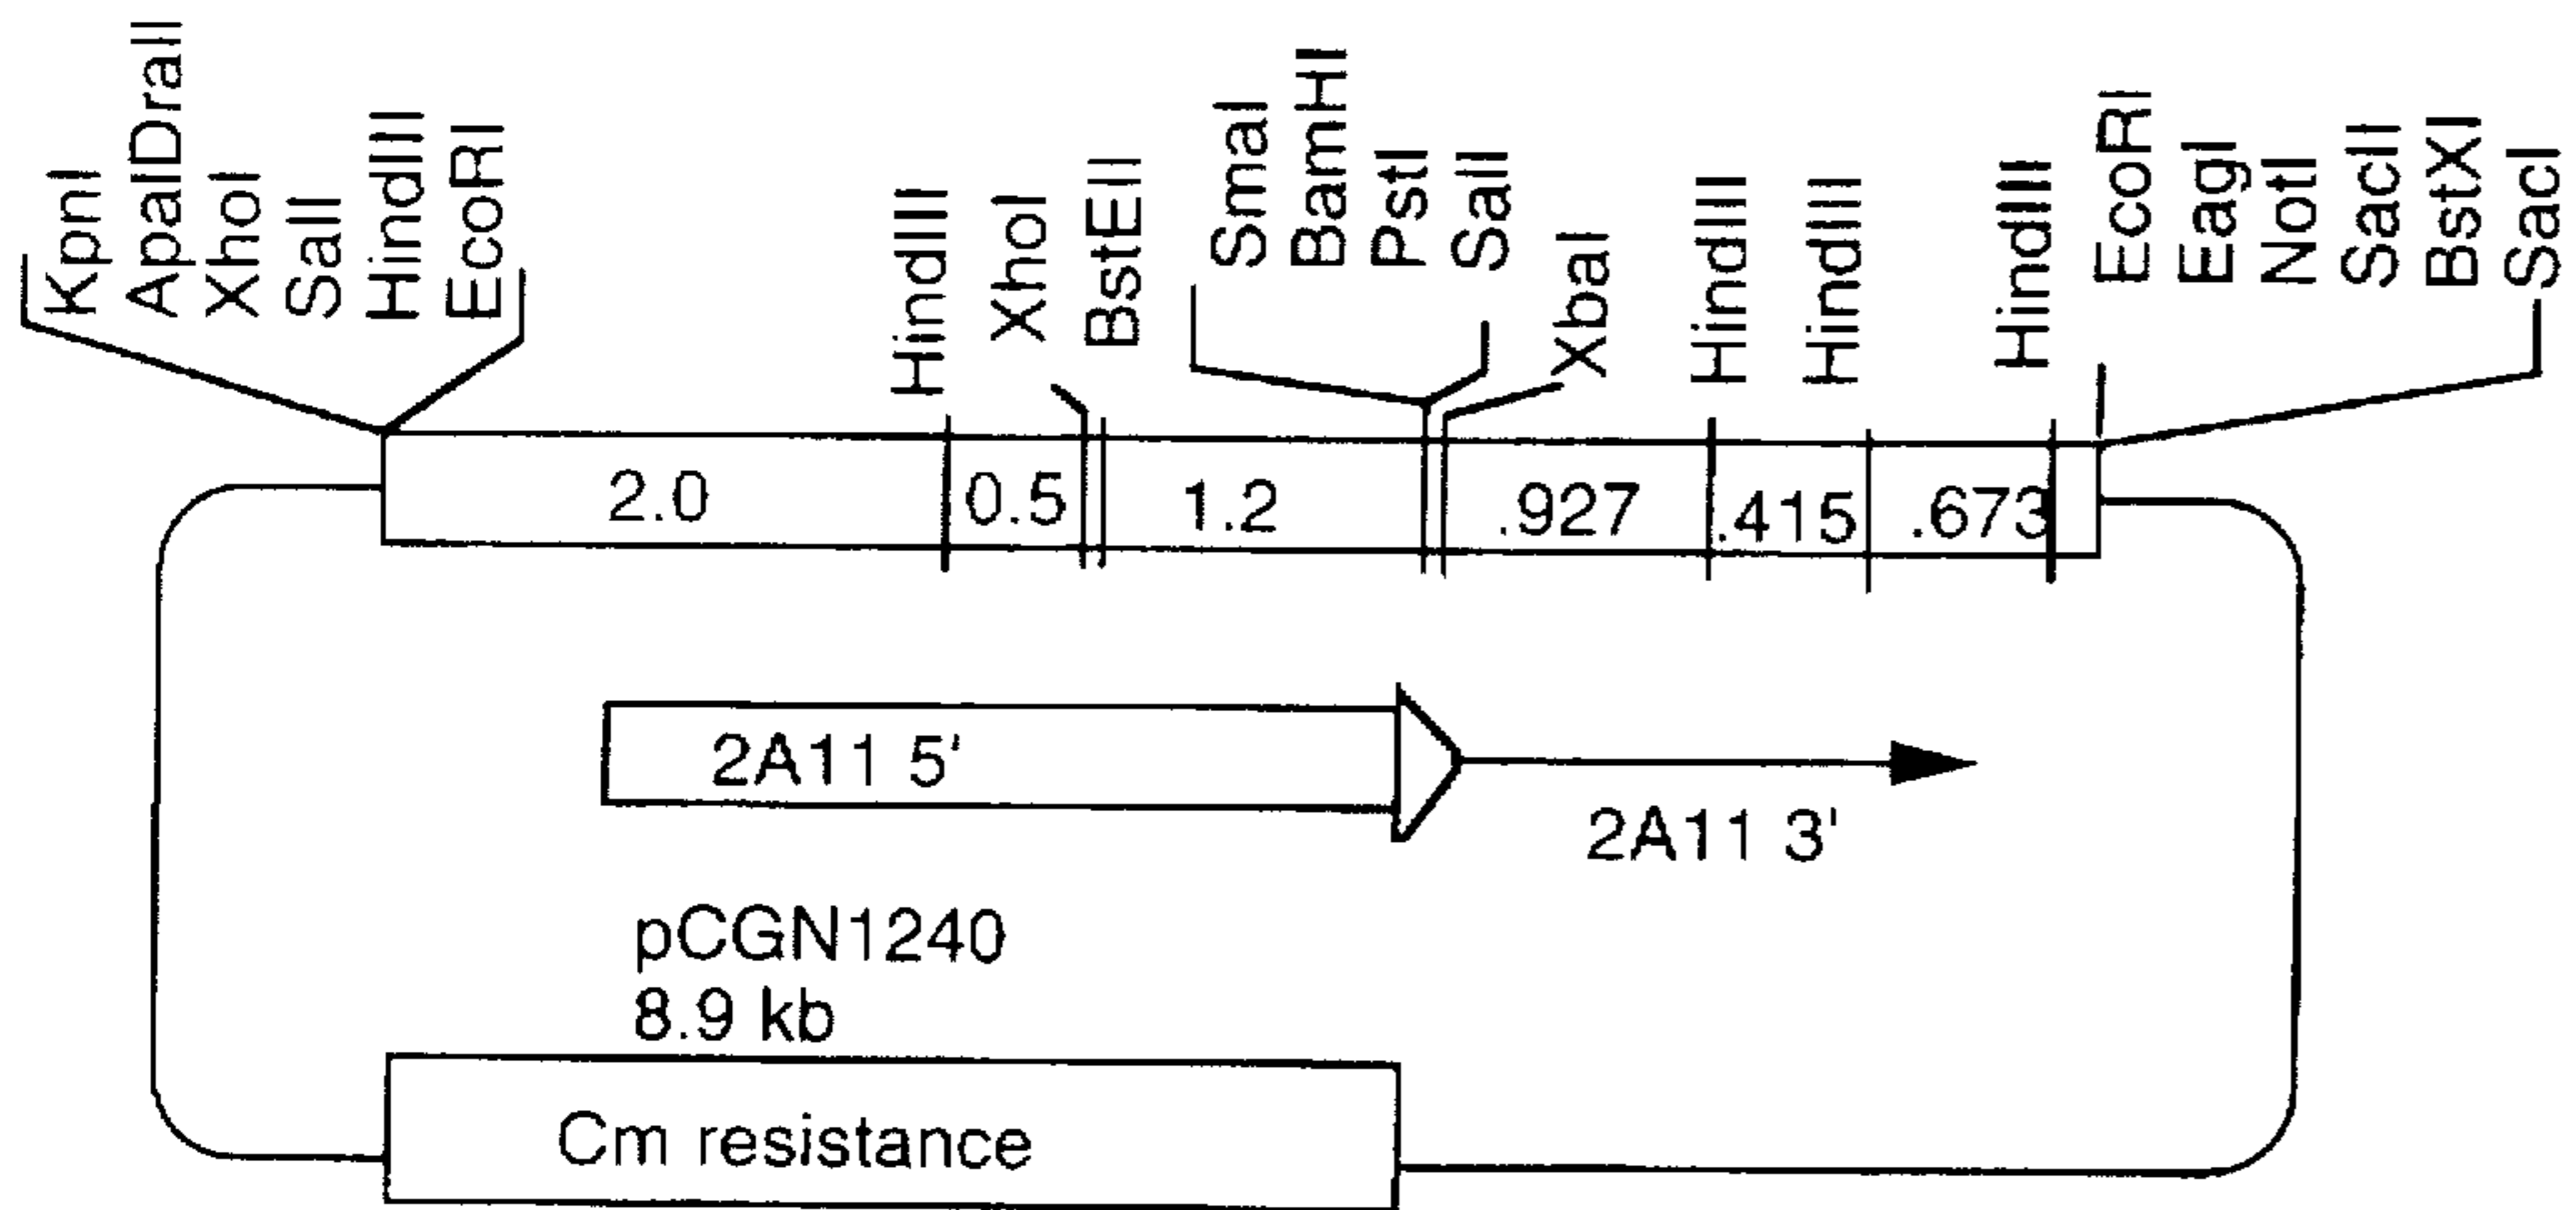 KpnI
ApaIDraII
XhoI
SalI
HindIII
EcoRI
HindIII
XhoI
BstEII
SmaI
BamHI
PstI
SalI
XbaI
HindIII
HindIII
HindIII
EcoRI
EagI
NotI
SacII
BstXI
SacI
2.0
0.5
1.2
.927
.415
.673
2A11 5'
2A11 3'
pCGN1240
8.9 kb
Cm resistance